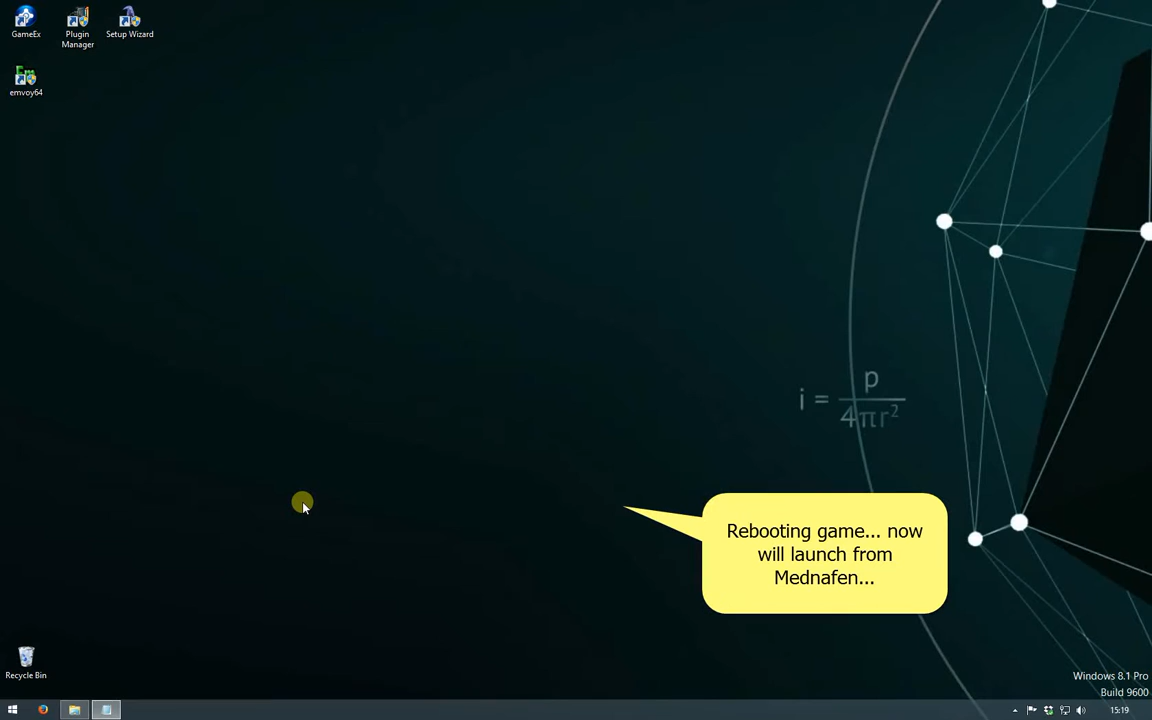 GameEx
Plugin
Manager
Setup Wizard
emvoy64
i = p
4πr²
Rebooting game... now
will launch from
Mednafen...
Recycle Bin
Windows 8.1 Pro
Build 9600
15:19